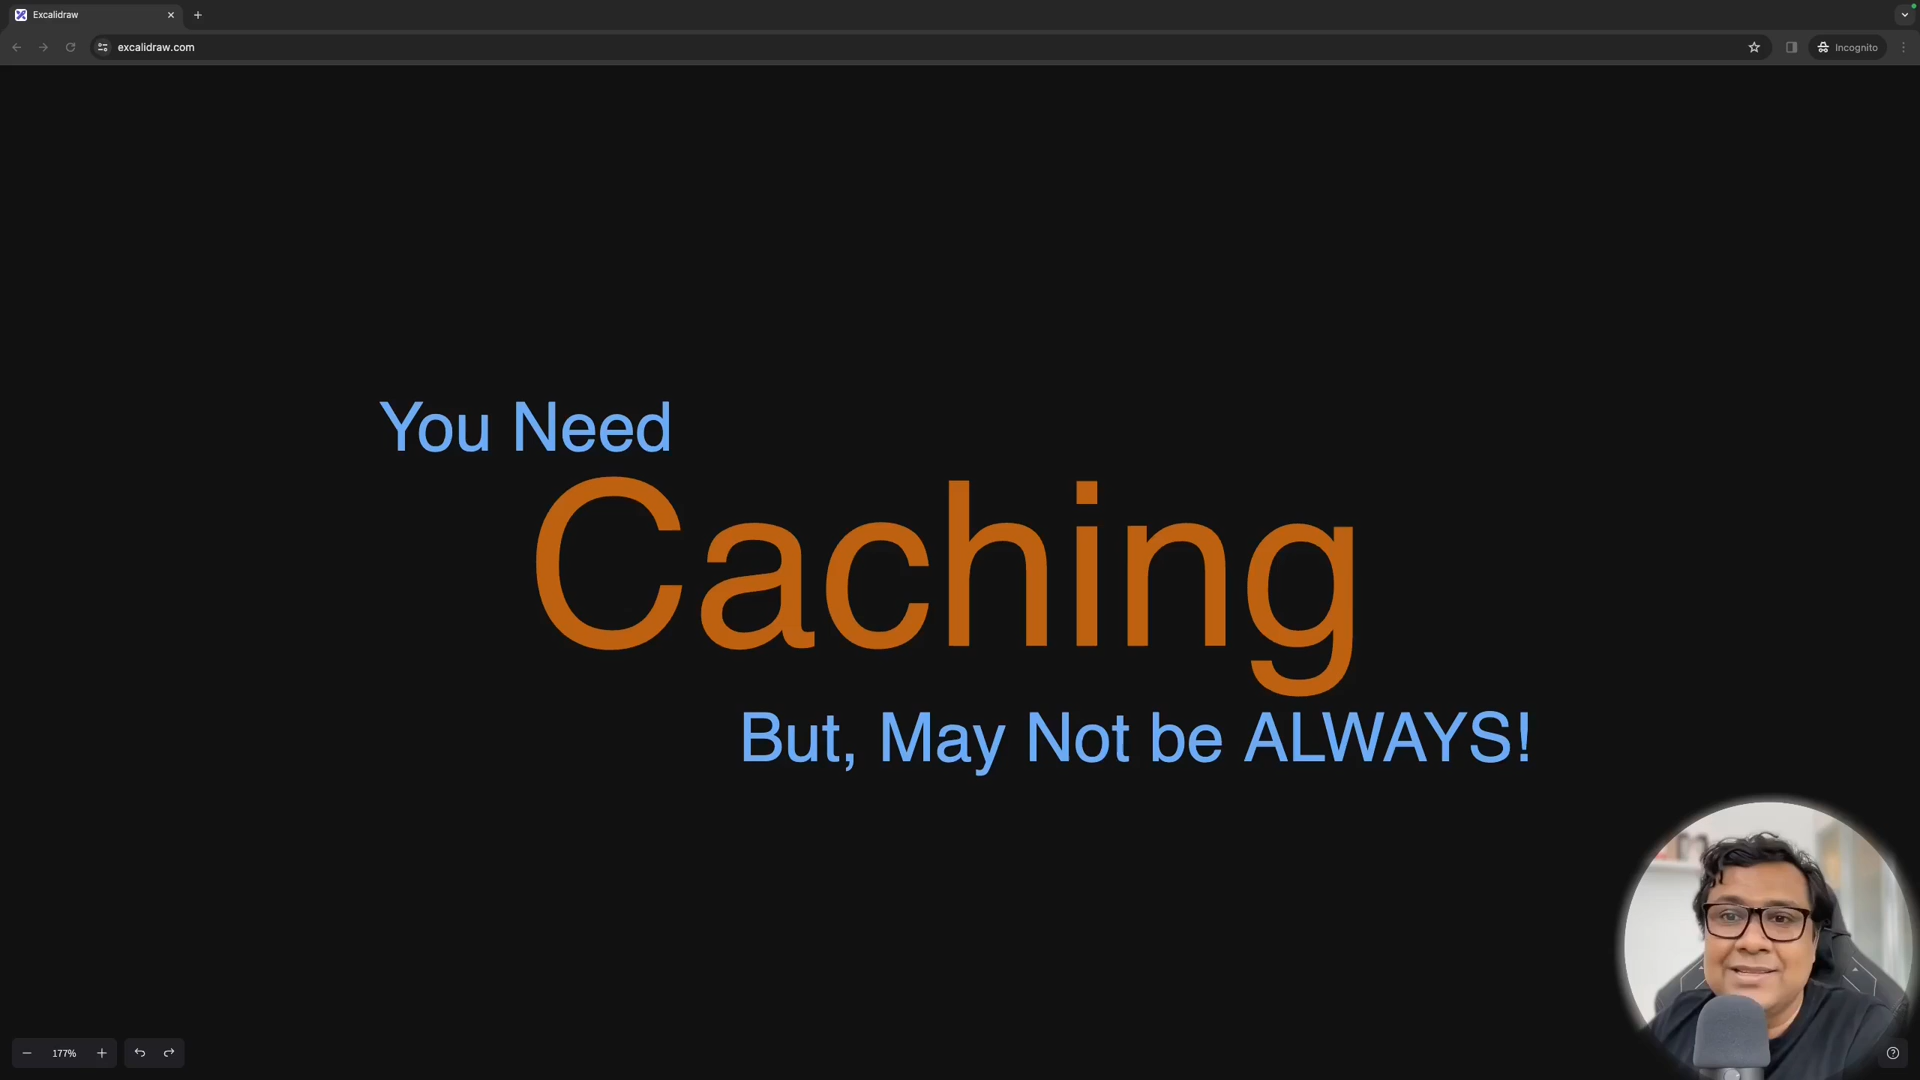 Excalidraw
excalidraw.com
Incognito
You Need
Caching
But, May Not be ALWAYS!
177%